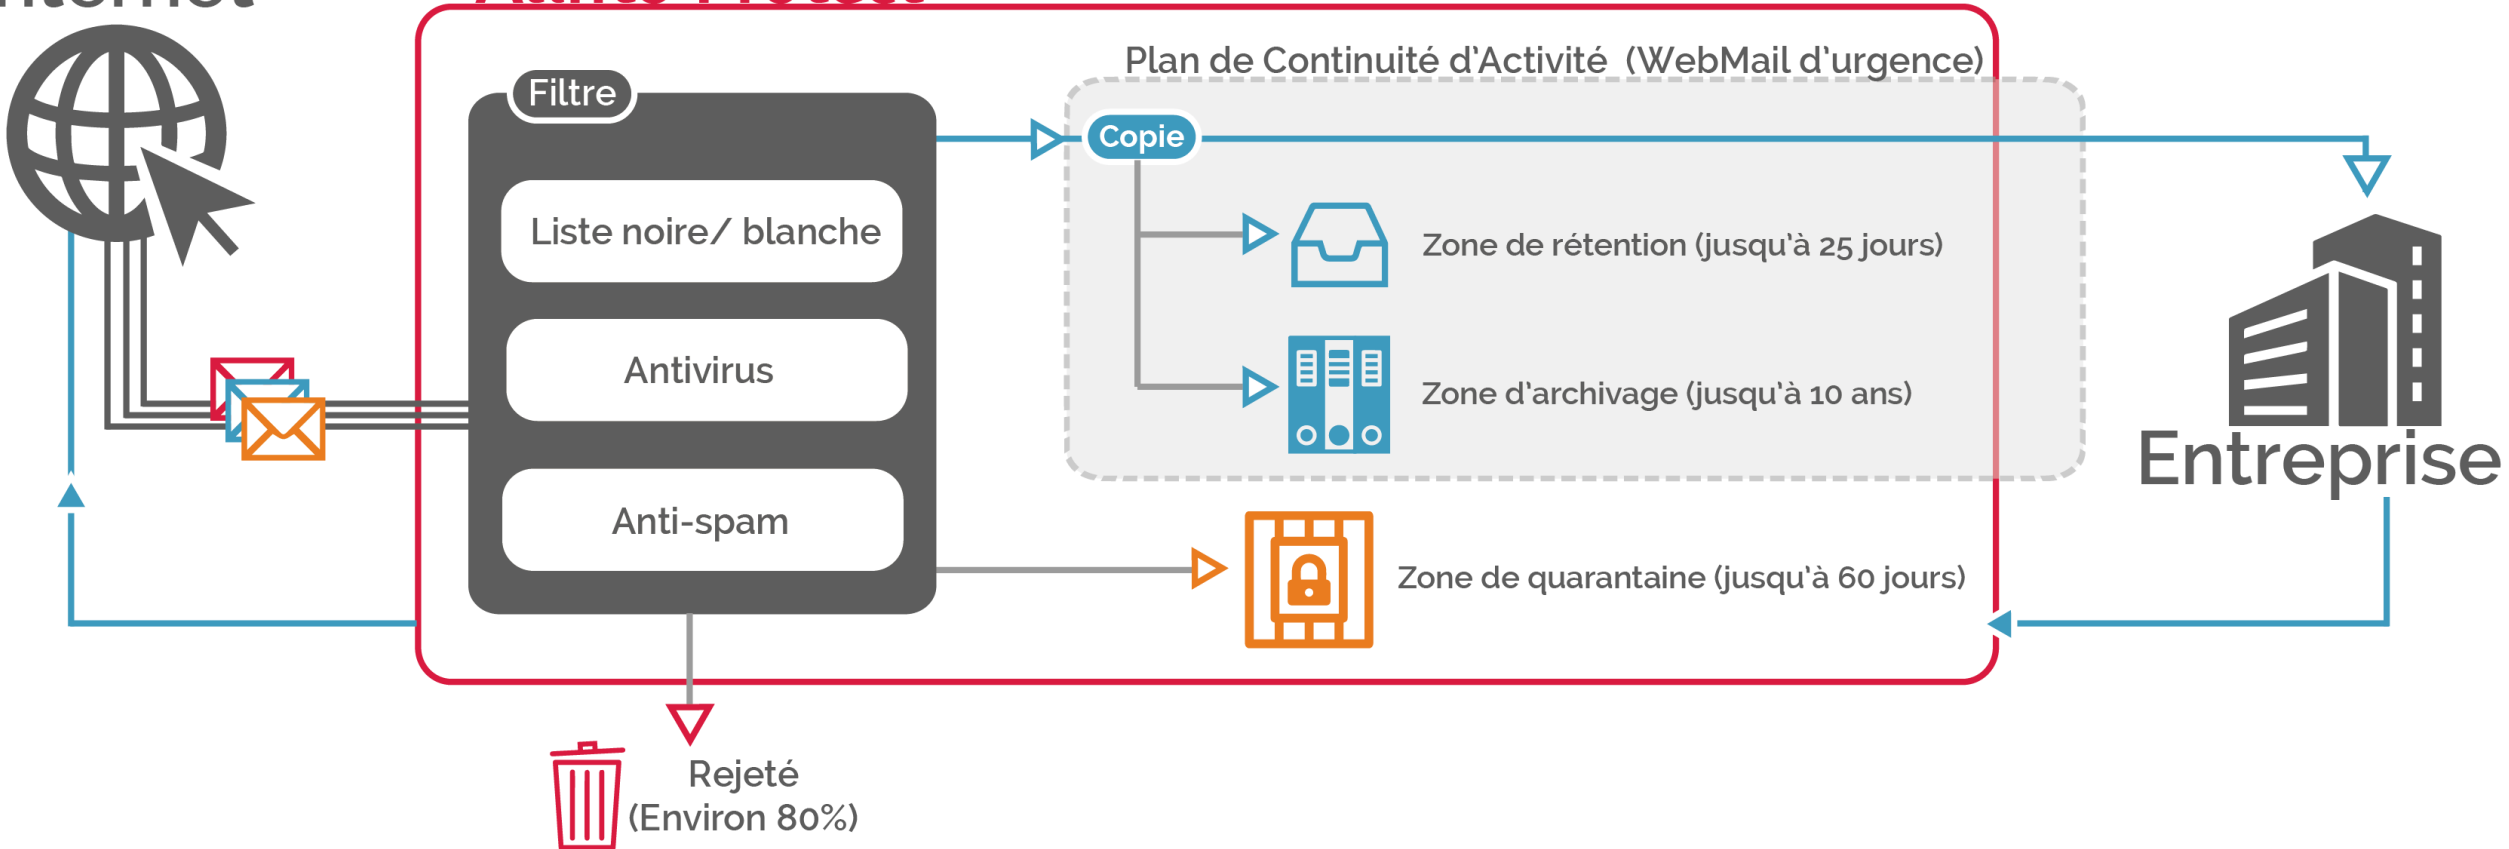 Plan de Continuité d'Activité (WebMail d'urgence)
Filtre
Copie
Liste noire/ blanche
Zone de rétention (jusqu'à 25 jours)
Antivirus
Zone d'archivage (jusqu'à 10 ans)
Entreprise
Anti-spam
Zone de quarantaine (jusqu'à 60 jours)
Rejeté
(Environ 80%)